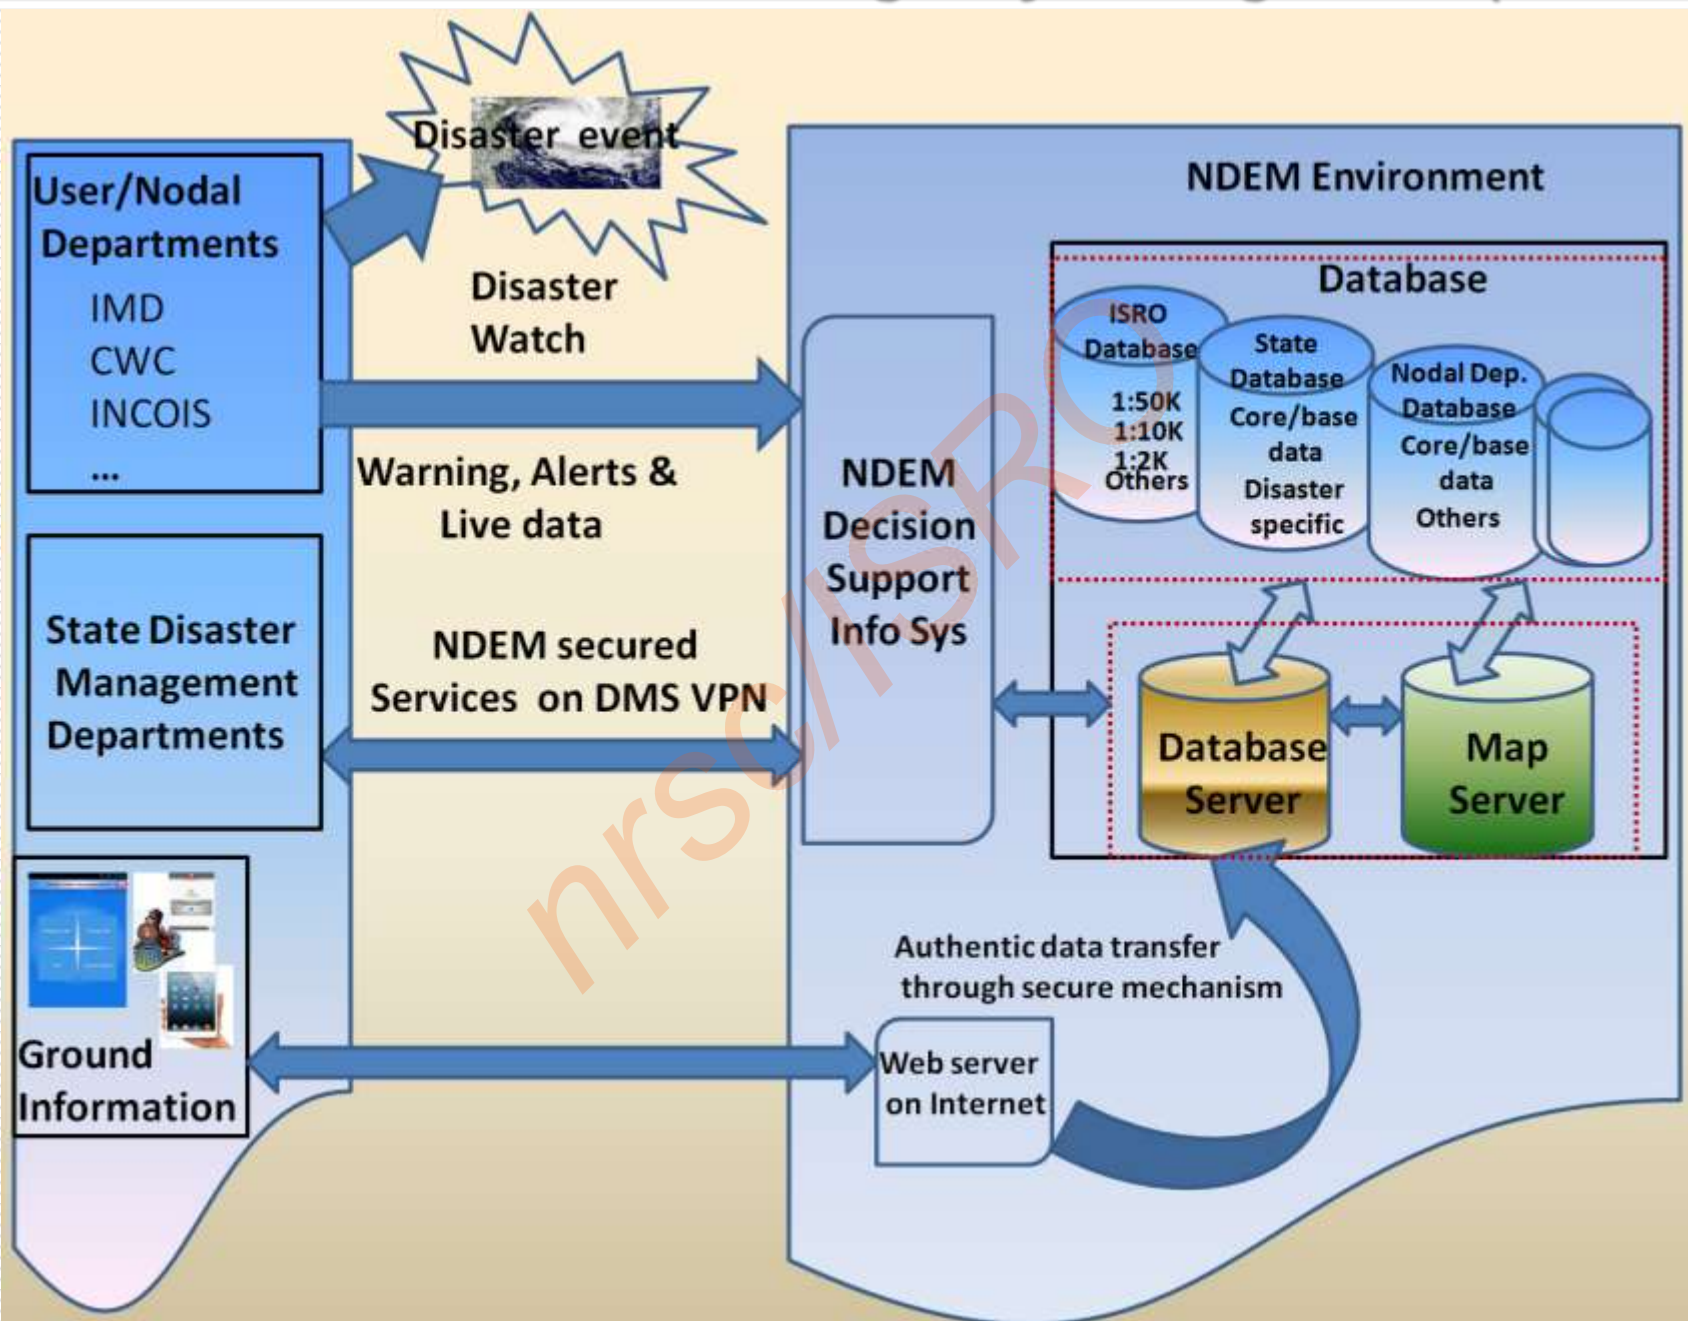 Disaster event
User/Nodal
Departments
IMD
CWC
INCOIS
...
Disaster
Watch
Warning, Alerts &
Live data
State Disaster
Management
Departments
NDEM secured
Services on DMS VPN
Ground
Information
NDEM Environment
NDEM
Decision
Support
Info Sys
Database
ISRO
Database
1:50K
1:10K
1:2K
Others
State
Database
Core/base
data
Disaster
specific
Nodal Dep.
Database
Core/base
data
Others
Database
Server
Map
Server
Authentic data transfer
through secure mechanism
Web server
on Internet
nrsc/ISRO